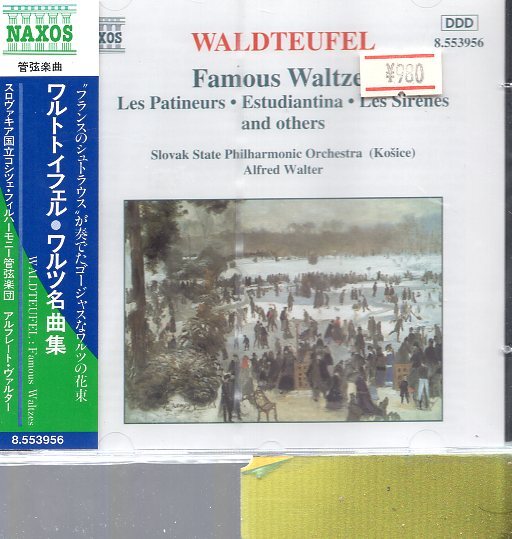 NAXOS
管弦楽曲
"フランスのシュトラウス"が奏でたゴージャスなワルツの花束
ワルトトイフェル●ワルツ名曲集
WALDTEUFEL : Famous Waltzes
スロヴァキア国立コシツェ・フィルハーモニー管弦楽団 アルフレート・ヴァルター
8.553956
NAXOS
DDD
8.553956
WALDTEUFEL
Famous Waltze
¥980
Les Patineurs • Estudiantina • Les Sirènes
and others
Slovak State Philharmonic Orchestra (Košice)
Alfred Walter